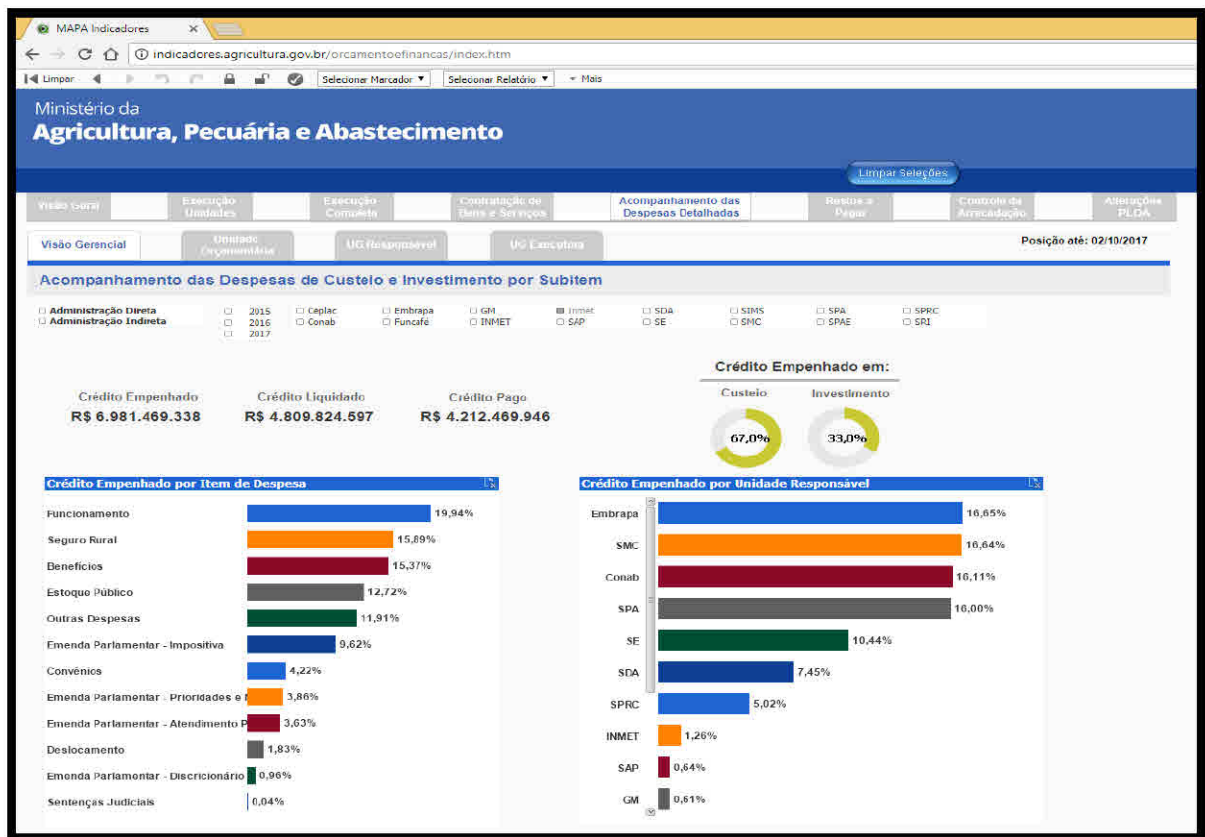 MAPA Indicadores
indicadores.agricultura.gov.br/orcamentoefinancas/index.htm
Limpar Selecionar Marcador Selecionar Relatório Mais
Ministério da
Agricultura, Pecuária e Abastecimento
Limpar Seleções
Visão Geral
Execução Unidades
Execução Completa
Contratação de Bens e Serviços
Acompanhamento das Despesas Detalhadas
Restos a Pagar
Controle da Arrecadação
Alterações PLOA
Visão Gerencial
Unidade Orçamentária
UG Responsável
UG Executora
Posição até: 02/10/2017
Acompanhamento das Despesas de Custeio e Investimento por Subitem
Administração Direta 2015 Ceplac Embrapa GM Inmet SDA SIMS SPA SPRC
Administração Indireta 2016 Conab Funcafé INMET SAP SE SMC SPAE SRI
2017
Crédito Empenhado em:
Crédito Empenhado Crédito Liquidado Crédito Pago Custeio Investimento
R$ 6.981.469.338 R$ 4.809.824.597 R$ 4.212.469.946
67,0% 33,0%
Crédito Empenhado por Item de Despesa
Funcionamento 19,94%
Seguro Rural 15,89%
Benefícios 15,37%
Estoque Público 12,72%
Outras Despesas 11,91%
Emenda Parlamentar - Impositiva 9,62%
Convênios 4,22%
Emenda Parlamentar - Prioridades e 3,86%
Emenda Parlamentar - Atendimento P 3,63%
Deslocamento 1,83%
Emenda Parlamentar - Discricionário 0,96%
Sentenças Judiciais 0,04%
Crédito Empenhado por Unidade Responsável
Embrapa 16,65%
SMC 16,64%
Conab 16,11%
SPA 16,00%
SE 10,44%
SDA 7,45%
SPRC 5,02%
INMET 1,26%
SAP 0,64%
GM 0,61%